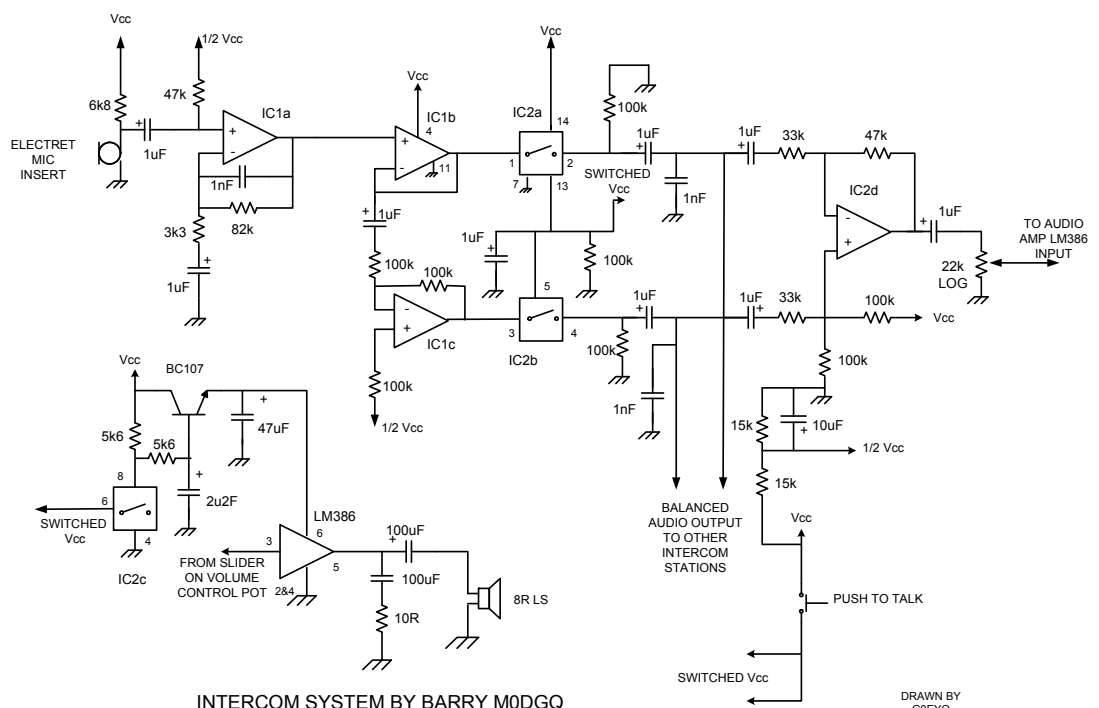 Vcc
1/2 Vcc
47k
6k8
IC1a
+
-
+
1uF
ELECTRET
MIC
INSERT
1nF
82k
3k3
+
1uF
Vcc
IC1b
4
+
-
11
+
1uF
100k
100k
-
+
IC1c
100k
1/2 Vcc
Vcc
IC2a
14
1
2
7
13
SWITCHED
Vcc
1uF
+
100k
5
3
4
IC2b
100k
1uF
+
1nF
1uF
+
33k
47k
IC2d
-
+
1uF
+
TO AUDIO
AMP LM386
INPUT
22k
LOG
1uF
+
100k
1nF
1uF
+
33k
100k
Vcc
100k
15k
10uF
+
1/2 Vcc
15k
BALANCED
AUDIO OUTPUT
TO OTHER
INTERCOM
STATIONS
Vcc
PUSH TO TALK
SWITCHED Vcc
Vcc
BC107
+
47uF
5k6
5k6
8
+
2u2F
6
SWITCHED
Vcc
4
IC2c
LM386
3
6
5
2&4
FROM SLIDER
ON VOLUME
CONTROL POT
100uF
+
100uF
10R
8R LS
INTERCOM SYSTEM BY BARRY M0DGQ
DRAWN BY